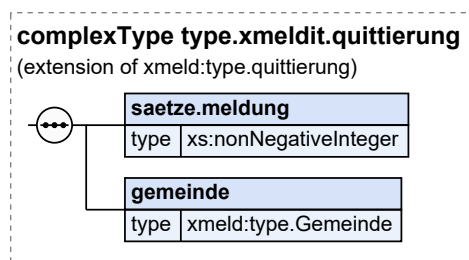 complexType type.xmeldit.quittierung
(extension of xmeld:type.quittierung)
saetze.meldung
type xs:nonNegativeInteger
gemeinde
type xmeld:type.Gemeinde